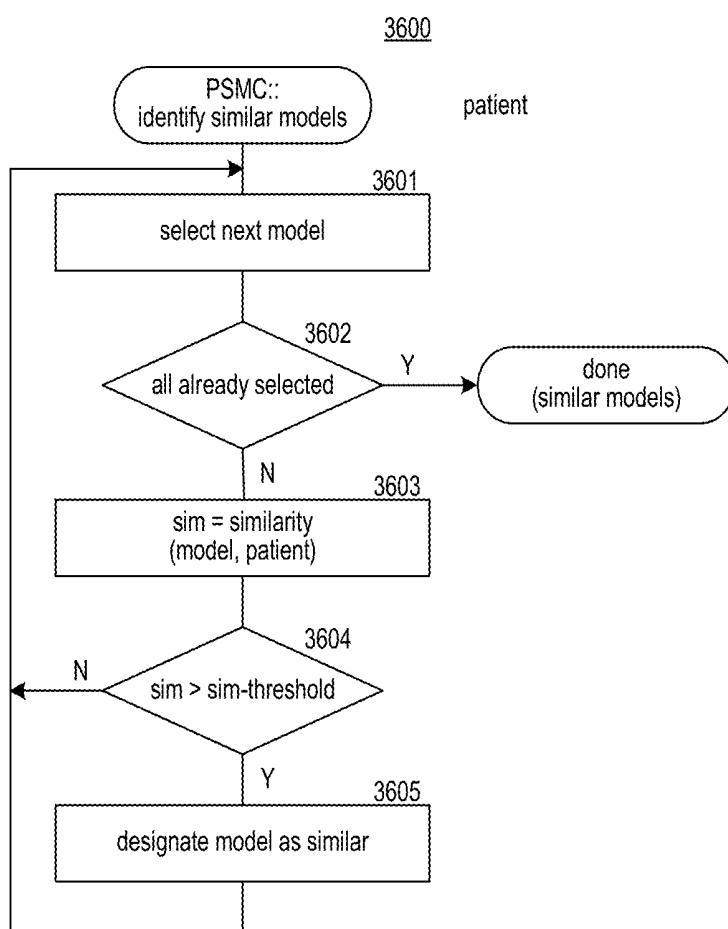 3600
PSMC::
identify similar models
patient
3601
select next model
3602
all already selected
Y
done
(similar models)
N
3603
sim = similarity
(model, patient)
3604
N
sim > sim-threshold
Y
3605
designate model as similar